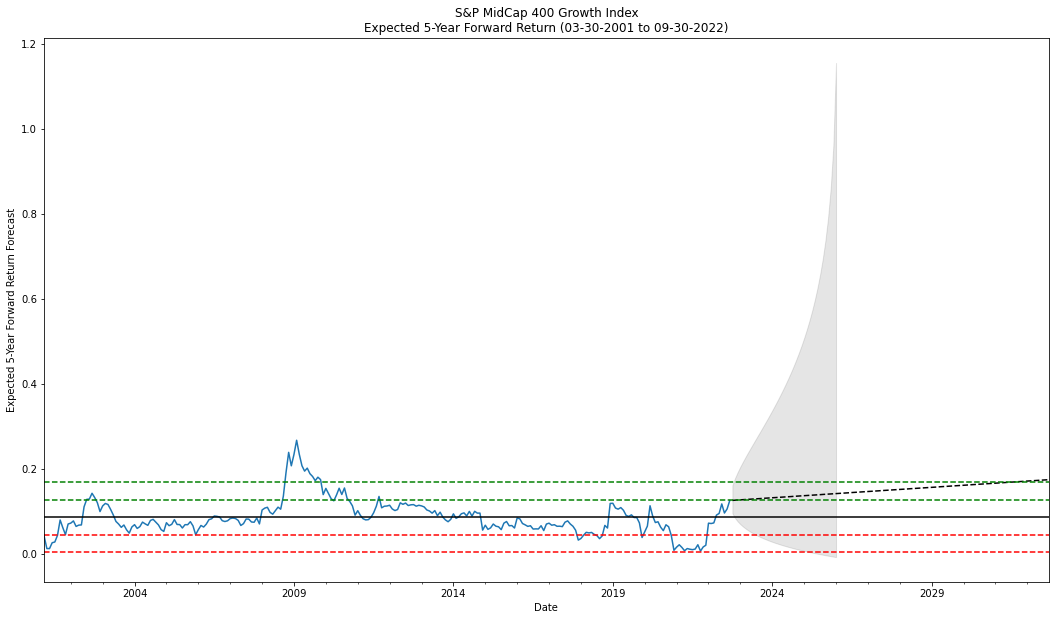 S&P MidCap 400 Growth Index
Expected 5-Year Forward Return (03-30-2001 to 09-30-2022)
Expected 5-Year Forward Return Forecast
1.2
1.0
0.8
0.6
0.4
0.2
0.0
2004 2009 2014 2019 2024 2029
Date